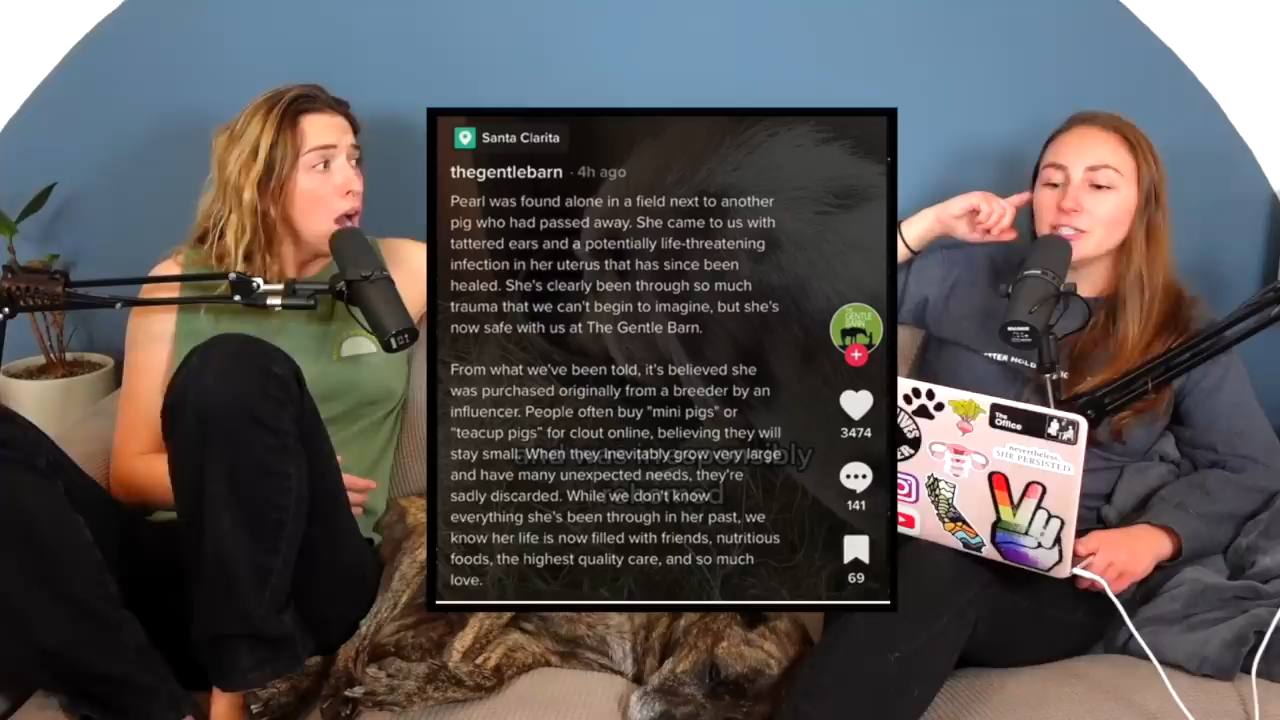 Santa Clarita
thegentlebarn · 4h ago
Pearl was found alone in a field next to another
pig who had passed away. She came to us with
tattered ears and a potentially life-threatening
infection in her uterus that has since been
healed. She's clearly been through so much
trauma that we can't begin to imagine, but she's
now safe with us at The Gentle Barn.
From what we've been told, it's believed she
was purchased originally from a breeder by an
influencer. People often buy "mini pigs" or
"teacup pigs" for clout online, believing they will
stay small. When they inevitably grow very large
and have many unexpected needs, they're
sadly discarded. While we don't know
everything she's been through in her past, we
know her life is now filled with friends, nutritious
foods, the highest quality care, and so much
love.
and was irresponsibly
THE
GENTLE
BARN
3474
141
69
The
Office
nevertheless,
SHE PERSISTED